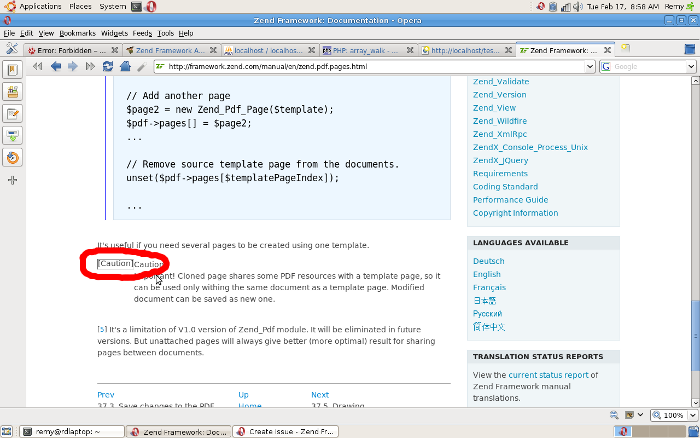 Applications Places System
Tue Feb 17, 8:58 AM Remy
Zend Framework: Documentation - Opera
File Edit View Bookmarks Widgets Feeds Tools Help
Error: Forbidden – ...
Zend Framework A...
localhost / localhos...
PHP: array_walk - ...
http://localhost/tes...
Zend Framework: ...
http://framework.zend.com/manual/en/zend.pdf.pages.html
Google
// Add another page
$page2 = new Zend_Pdf_Page($template);
$pdf->pages[] = $page2;
...
// Remove source template page from the documents.
unset($pdf->pages[$templatePageIndex]);
...
It's useful if you need several pages to be created using one template.
[Caution]Caution
Important! Cloned page shares some PDF resources with a template page, so it
can be used only withing the same document as a template page. Modified
document can be saved as new one.
[5] It's a limitation of V1.0 version of Zend_Pdf module. It will be eliminated in future
versions. But unattached pages will always give better (more optimal) result for sharing
pages between documents.
Prev Up Next
37.3. Save changes to the PDF Home 37.5. Drawing
Zend_Validate
Zend_Version
Zend_View
Zend_Wildfire
Zend_XmlRpc
ZendX_Console_Process_Unix
ZendX_JQuery
Requirements
Coding Standard
Performance Guide
Copyright Information
LANGUAGES AVAILABLE
Deutsch
English
Français
日本語
Русский
简体中文
TRANSLATION STATUS REPORTS
View the current status report of
Zend Framework manual
translations.
100%
remy@rdlaptop: ~
Zend Framework: Doc...
Create Issue - Zend Fr...